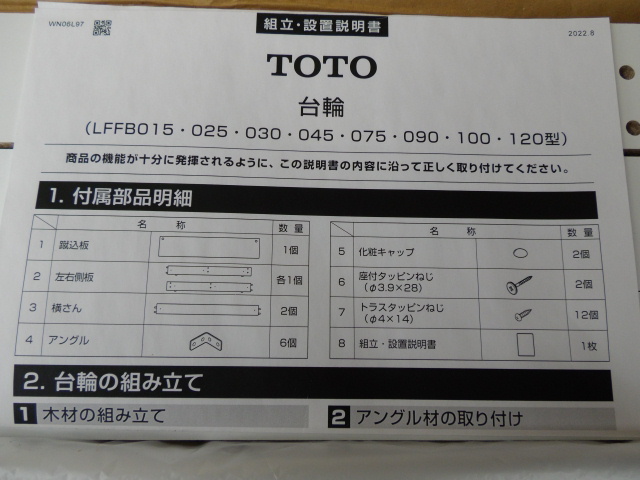 WN06L97
組立・設置説明書
2022.8
TOTO
台輪
(LFFB015・025・030・045・075・090・100・120型)
商品の機能が十分に発揮されるように、この説明書の内容に沿って正しく取り付けてください。
1. 付属部品明細
名 称 数 量
1 蹴込板 1個
2 左右側板 各1個
3 横さん 2個
4 アングル 6個
名 称 数 量
5 化粧キャップ 2個
6 座付タッピンねじ (φ3.9×28) 2個
7 トラスタッピンねじ (φ4×14) 12個
8 組立・設置説明書 1枚
2. 台輪の組み立て
1 木材の組み立て
2 アングル材の取り付け